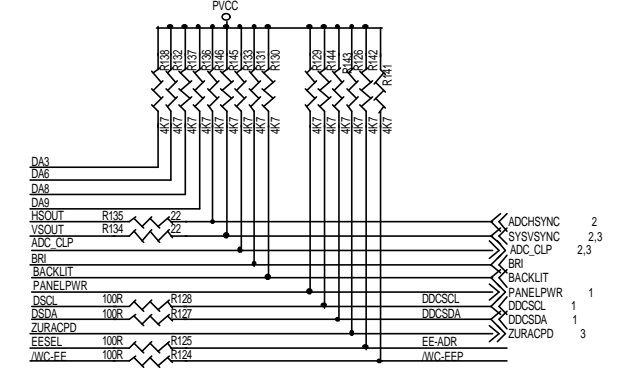 PVCC
R138 R132 R137 R136 R146 R145 R133 R131 R130 R129 R144 R143 R126 R142 R141
4K7 4K7 4K7 4K7 4K7 4K7 4K7 4K7 4K7 4K7 4K7 4K7 4K7 4K7 4K7
DA3
DA6
DA8
DA9
HSOUT R135 22 ADCHSYNC 2
VSOUT R134 22 SYSVSYNC 2,3
ADC_CLP ADC_CLP 2,3
BRI BRI
BACKLIT BACKLIT
PANELPWR PANELPWR 1
DSCL 100R R128 DDCSCL DDCSCL 1
DSDA 100R R127 DDCSDA DDCSDA 1
ZURACPD ZURACPD 3
EESEL 100R R125 EE-ADR
/WC-EE 100R R124 /WC-EEP